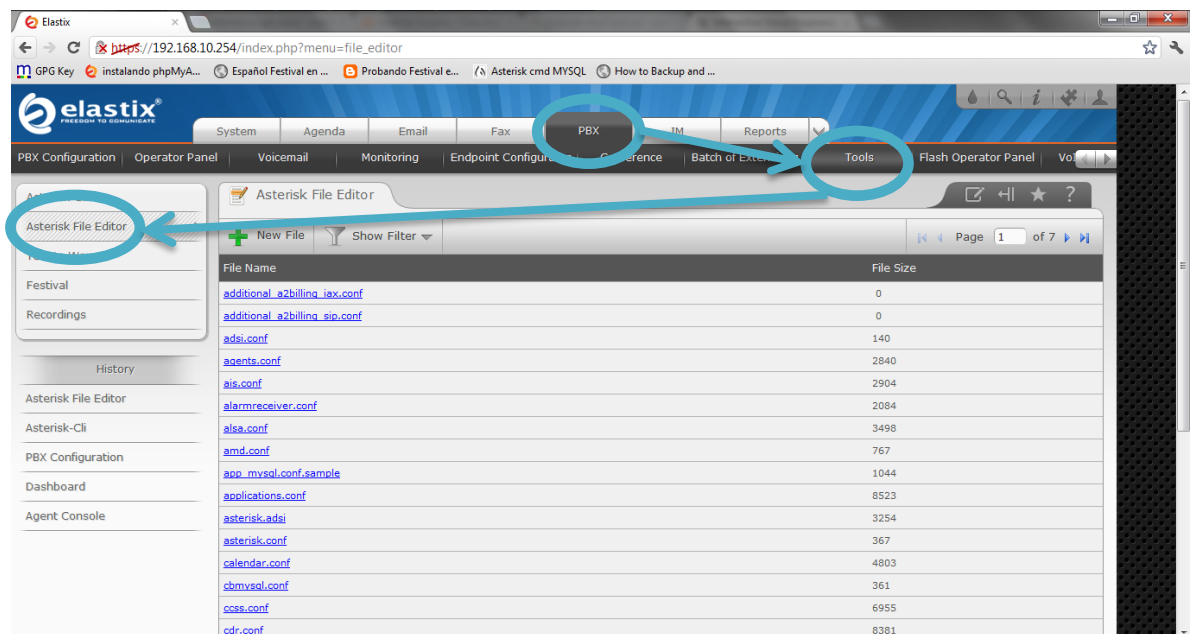 Elastix
https://192.168.10.254/index.php?menu=file_editor
GPG Key instalando phpMyA... Español Festival en ... Probando Festival e... Asterisk cmd MYSQL How to Backup and ...
elastix®
FREEDOM TO COMUNICATE
System Agenda Email Fax PBX IM Reports
PBX Configuration Operator Panel Voicemail Monitoring Endpoint Batch of Tools Flash Operator Panel
Asterisk File Editor
Asterisk File Editor
New File Show Filter Page 1 of 7
File Name File Size
Festival
additional_a2billing_iax.conf 0
Recordings
additional_a2billing_sip.conf 0
adsi.conf 140
agents.conf 2840
History
ais.conf 2904
Asterisk File Editor
alarmreceiver.conf 2084
Asterisk-Cli
alsa.conf 3498
PBX Configuration
amd.conf 767
app_mysql.conf.sample 1044
Dashboard
applications.conf 8523
Agent Console
asterisk.adsi 3254
asterisk.conf 367
calendar.conf 4803
cbmysql.conf 361
ccss.conf 6955
cdr.conf 8381